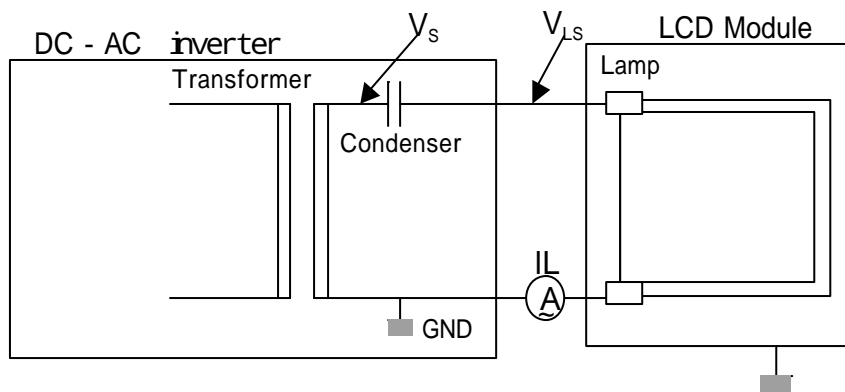 DC - AC inverter
V_S
V_LS
LCD Module
Transformer
Lamp
Condenser
IL
A
~
GND